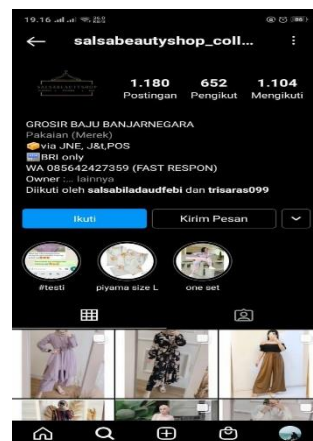 19.16
86
salsabeautyshop_coll...
1.180 652 1.104
Postingan Pengikut Mengikuti
GROSIR BAJU BANJARNEGARA
Pakaian (Merek)
via JNE, J&t,POS
BRI only
WA 085642427359 (FAST RESPON)
Owner :... lainnya
Diikuti oleh salsabiladaudfebi dan trisaras099
Ikuti Kirim Pesan
#testi piyama size L one set